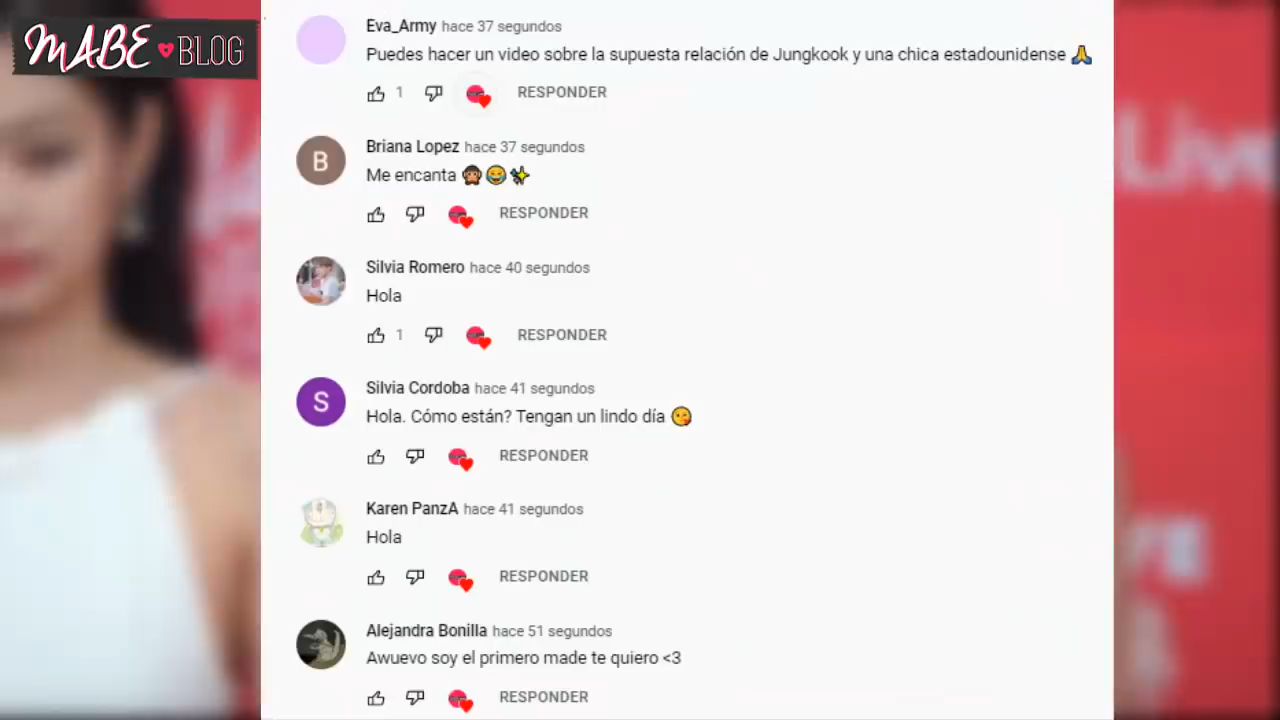 MABE BLOG
Eva_Army hace 37 segundos
Puedes hacer un video sobre la supuesta relación de Jungkook y una chica estadounidense 🙏
1 RESPONDER
B
Briana Lopez hace 37 segundos
Me encanta 🙊😂✨
RESPONDER
Silvia Romero hace 40 segundos
Hola
1 RESPONDER
S
Silvia Cordoba hace 41 segundos
Hola. Cómo están? Tengan un lindo día 😘
RESPONDER
Karen PanzA hace 41 segundos
Hola
RESPONDER
Alejandra Bonilla hace 51 segundos
Awuevo soy el primero made te quiero <3
RESPONDER
Live